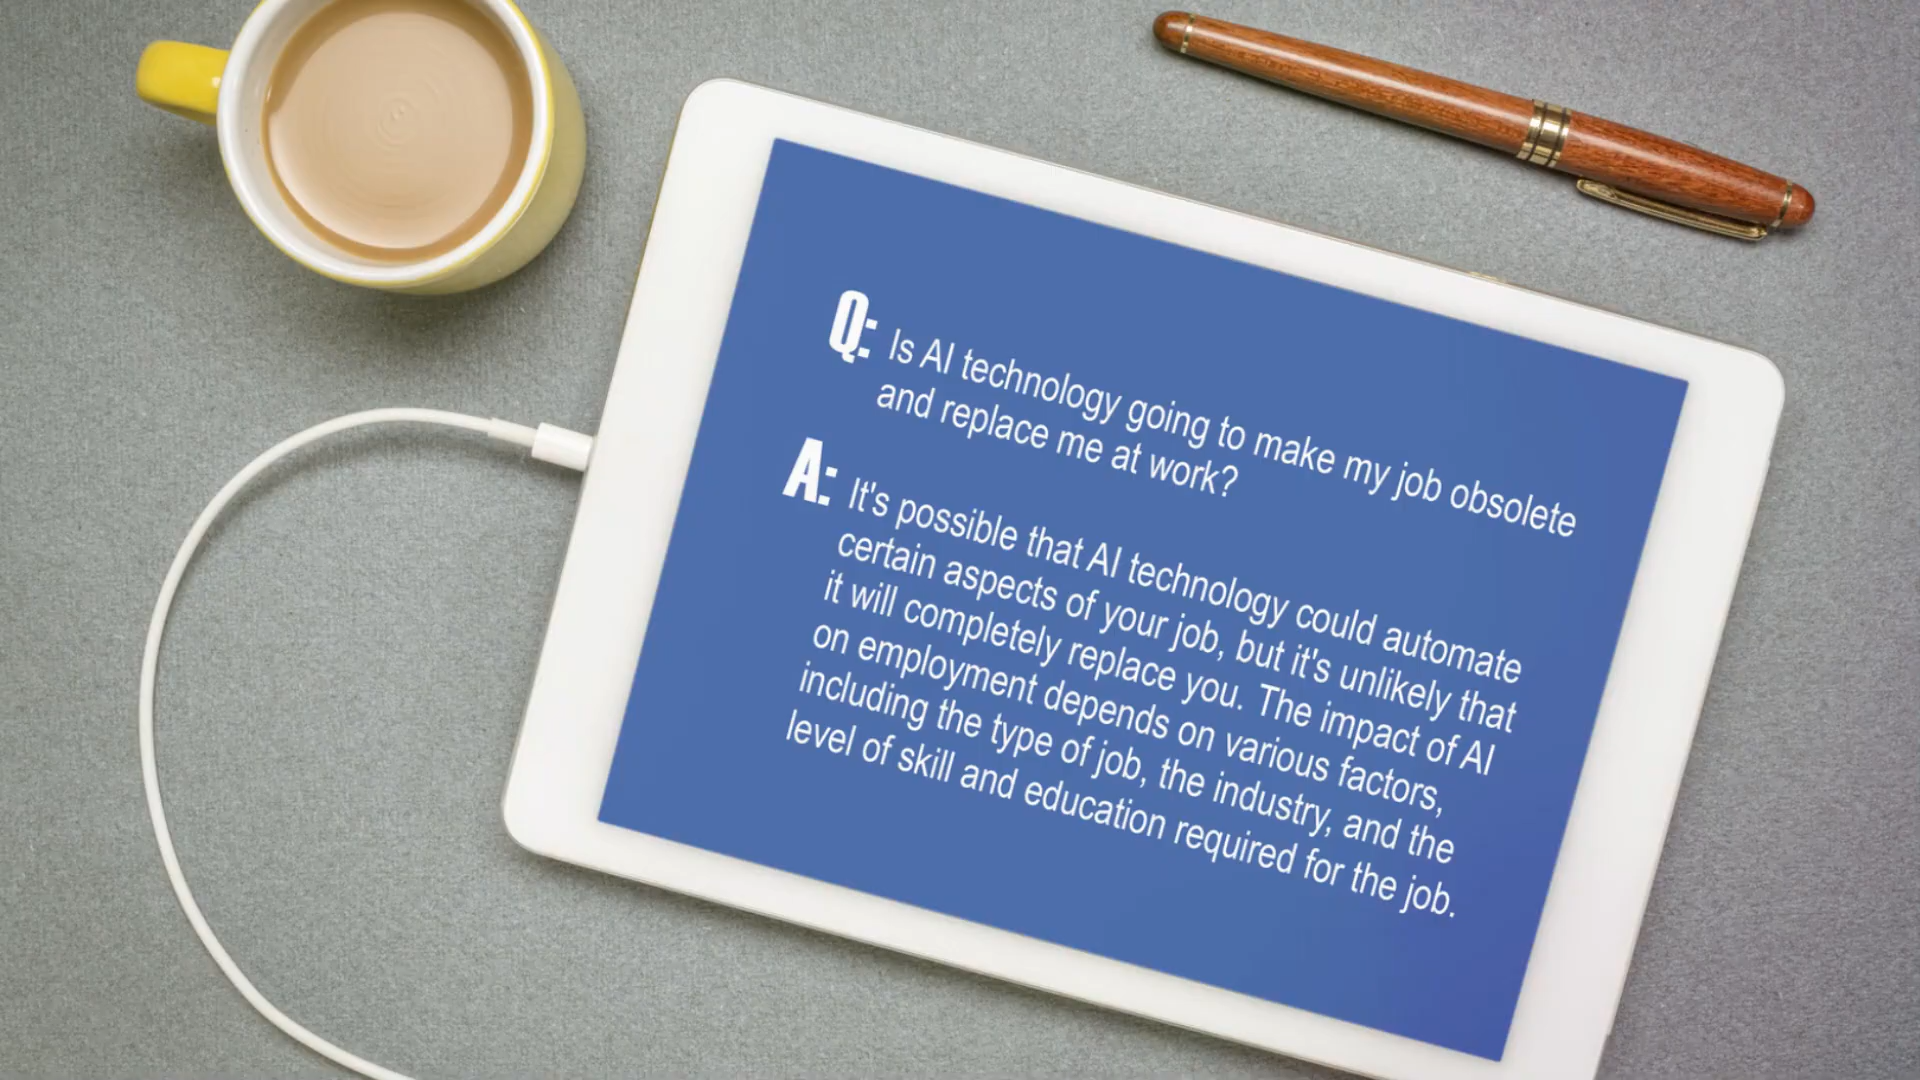 Q: Is AI technology going to make my job obsolete
and replace me at work?
A: It's possible that AI technology could automate
certain aspects of your job, but it's unlikely that
it will completely replace you. The impact of AI
on employment depends on various factors,
including the type of job, the industry, and the
level of skill and education required for the job.